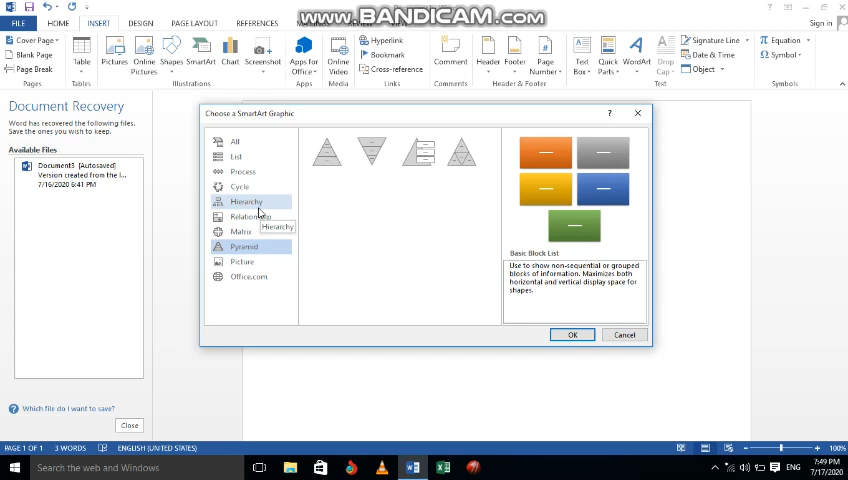 www.BANDICAM.com
FILE HOME INSERT DESIGN PAGE LAYOUT REFERENCES
Sign in
Cover Page
Blank Page
Page Break
Pages
Table
Tables
Pictures
Online Pictures
Shapes
SmartArt
Chart
Screenshot
Illustrations
Apps for Office
Apps
Online Video
Media
Hyperlink
Bookmark
Cross-reference
Links
Comment
Comments
Header
Footer
Page Number
Header & Footer
Text Box
Quick Parts
WordArt
Drop Cap
Signature Line
Date & Time
Object
Text
Equation
Symbol
Symbols
Document Recovery
Word has recovered the following files.
Save the ones you wish to keep.
Available Files
Document3 [Autosaved]
Version created from the l...
7/16/2020 6:41 PM
Which file do I want to save?
Close
Choose a SmartArt Graphic
All
List
Process
Cycle
Hierarchy
Relationship
Hierarchy
Matrix
Pyramid
Picture
Office.com
Basic Block List
Use to show non-sequential or grouped
blocks of information. Maximizes both
horizontal and vertical display space for
shapes.
OK
Cancel
PAGE 1 OF 1 3 WORDS ENGLISH (UNITED STATES)
100%
Search the web and Windows
ENG
7:49 PM
7/17/2020